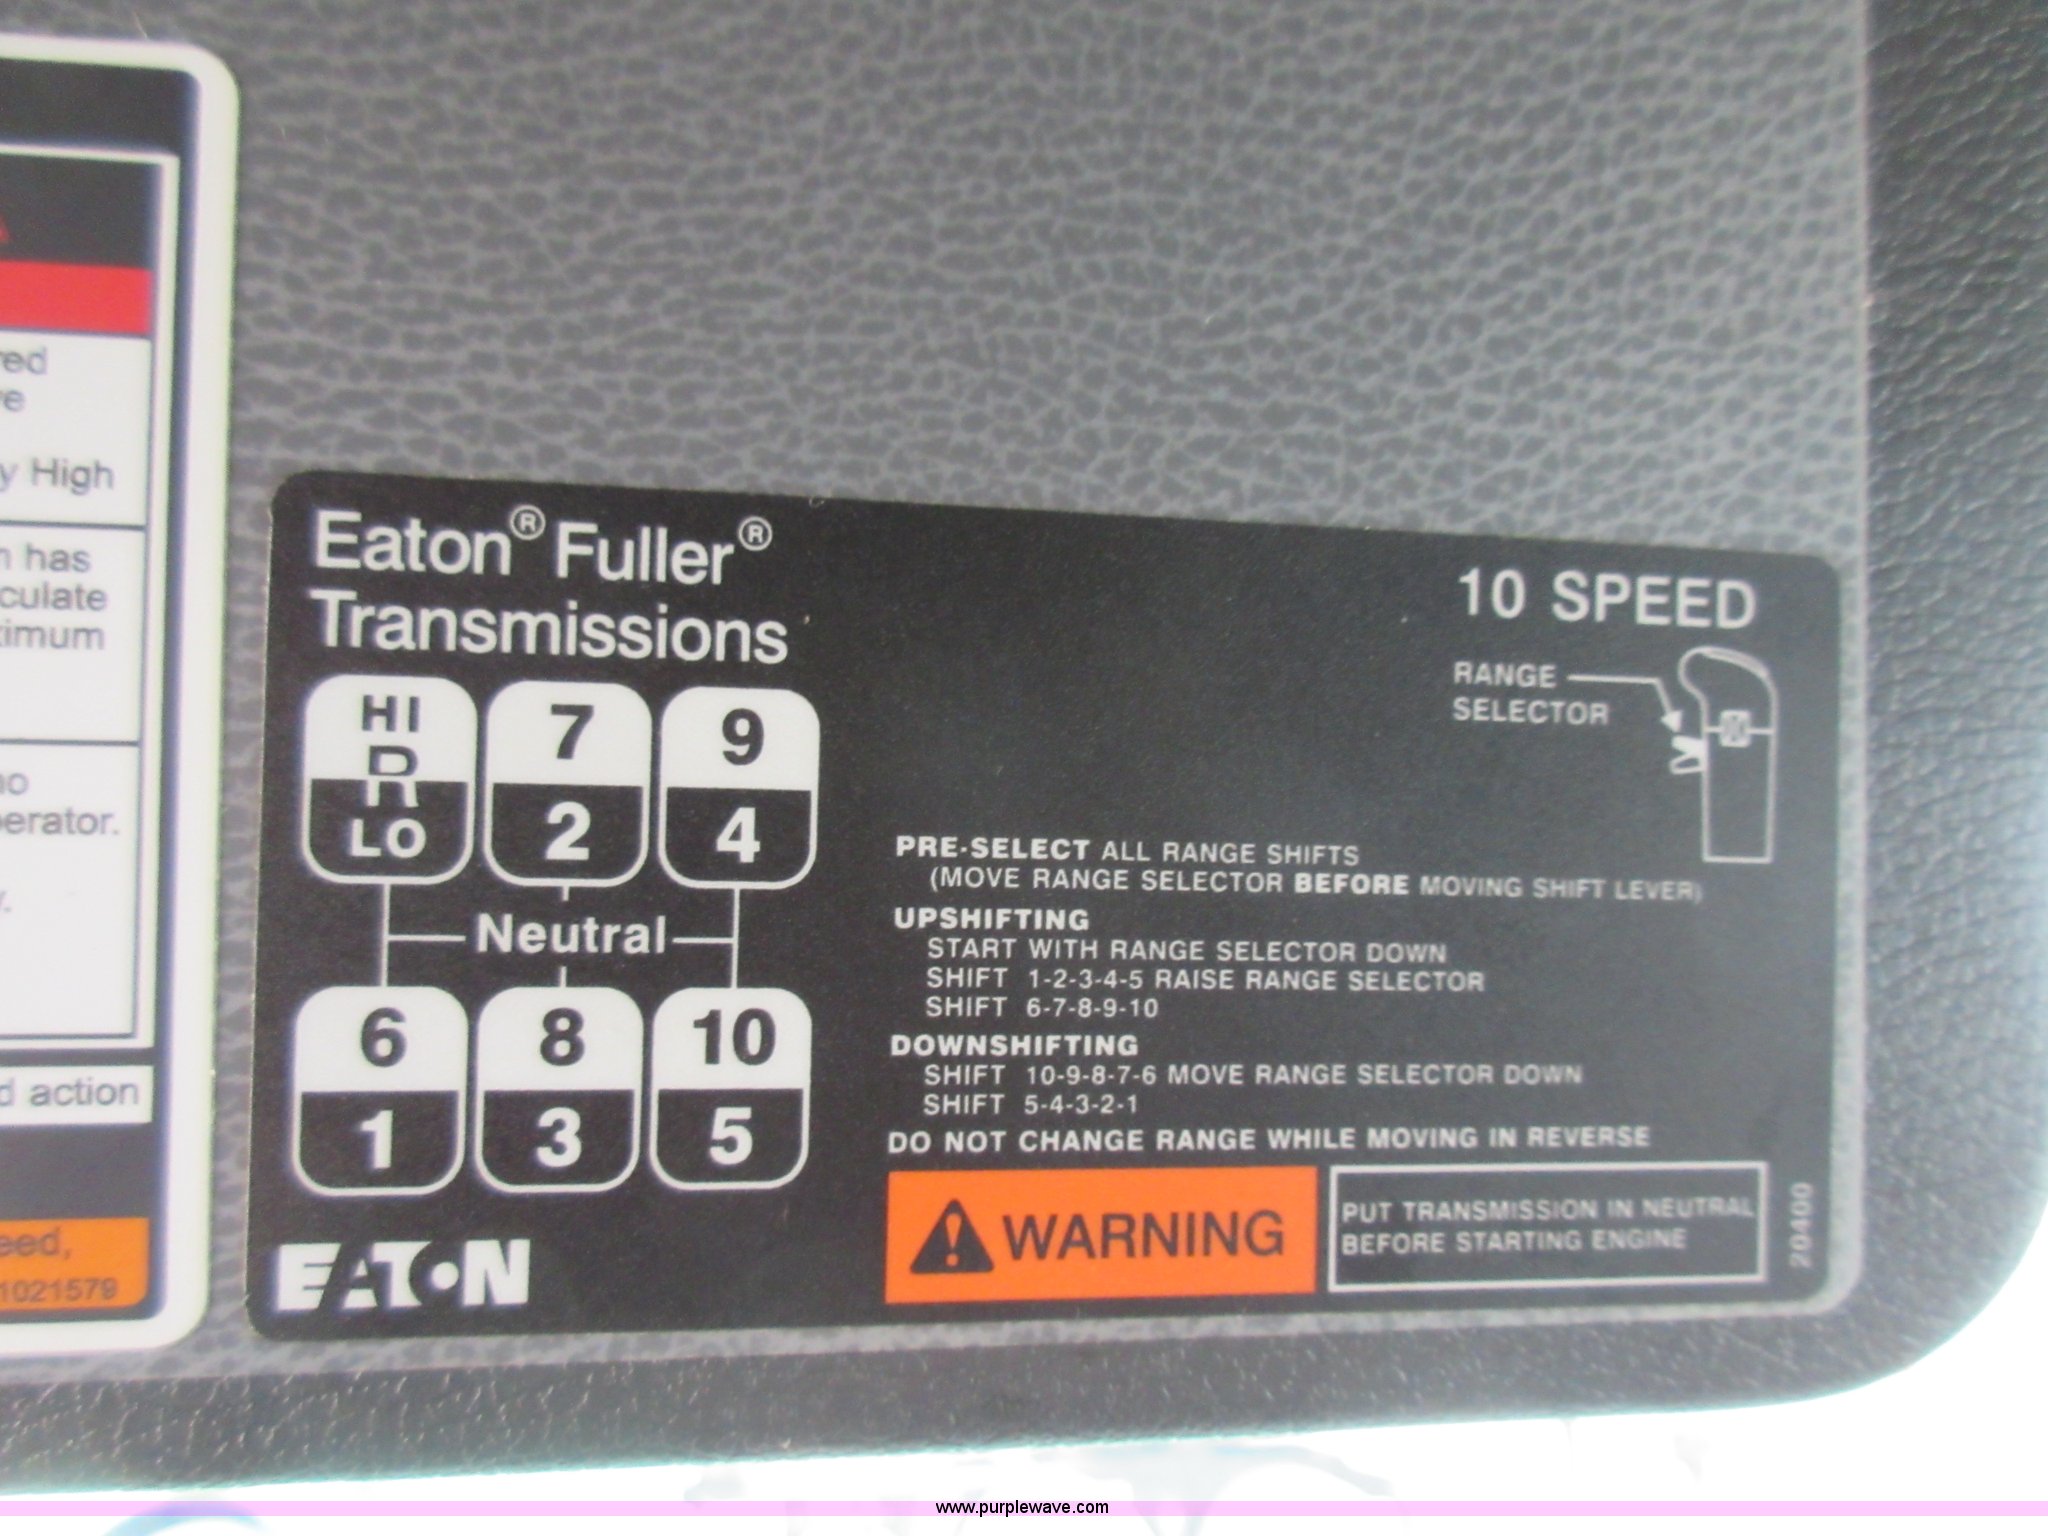 red
ve
y High
has
culate
ximum
no
perator.
y.
d action
eed,
1021579
Eaton® Fuller®
Transmissions
HI
R
LO
7
2
9
4
Neutral
6
1
8
3
10
5
EATON
10 SPEED
RANGE
SELECTOR
PRE-SELECT ALL RANGE SHIFTS
(MOVE RANGE SELECTOR BEFORE MOVING SHIFT LEVER)
UPSHIFTING
START WITH RANGE SELECTOR DOWN
SHIFT 1-2-3-4-5 RAISE RANGE SELECTOR
SHIFT 6-7-8-9-10
DOWNSHIFTING
SHIFT 10-9-8-7-6 MOVE RANGE SELECTOR DOWN
SHIFT 5-4-3-2-1
DO NOT CHANGE RANGE WHILE MOVING IN REVERSE
WARNING
PUT TRANSMISSION IN NEUTRAL
BEFORE STARTING ENGINE
20400
www.purplewave.com